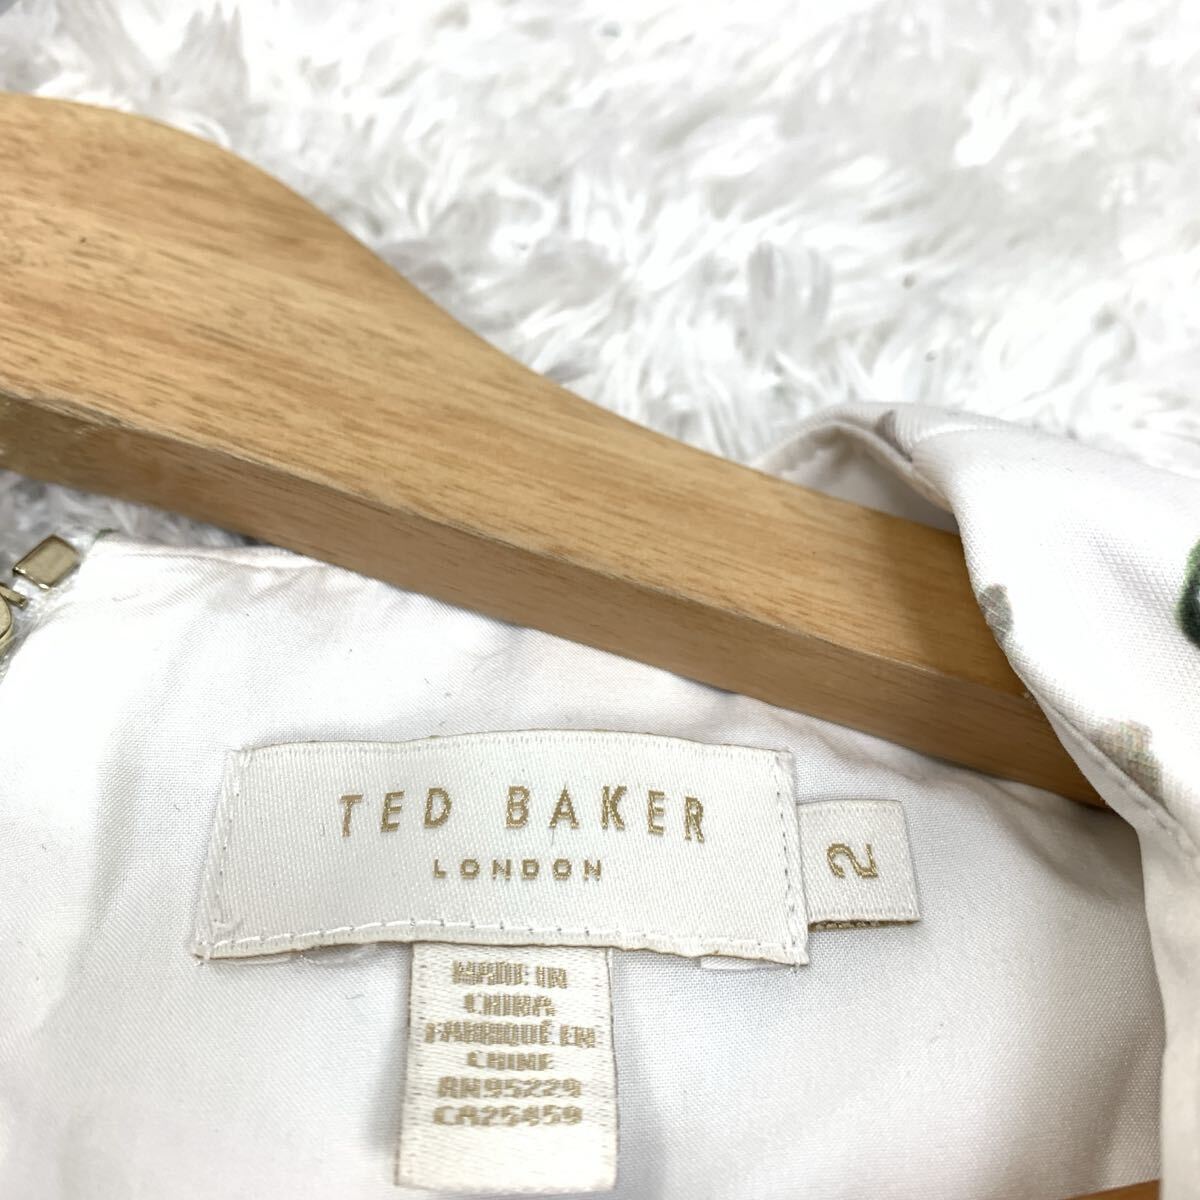 TED BAKER
LONDON
2
MADE IN
CHINA
FABRIQUÉ EN
CHINE
RN95229
CA25459